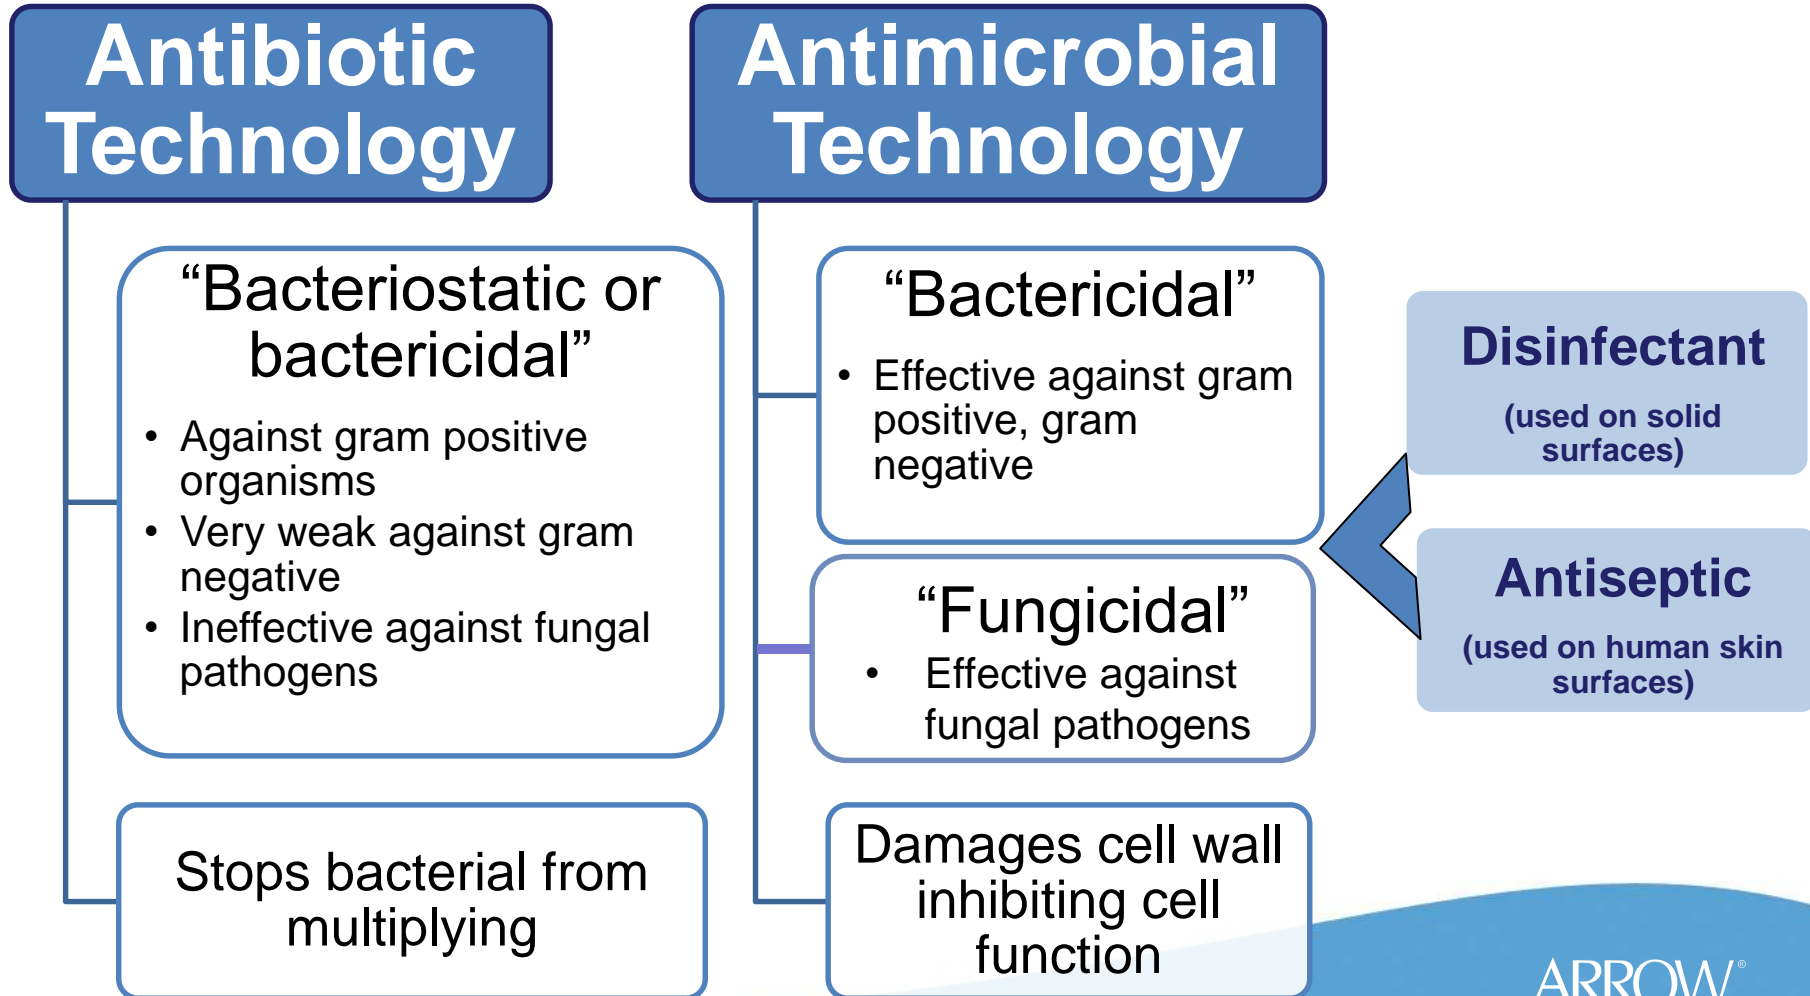 Antibiotic
Technology
"Bacteriostatic or
bactericidal"
• Against gram positive
organisms
• Very weak against gram
negative
• Ineffective against fungal
pathogens
Stops bacterial from
multiplying
Antimicrobial
Technology
“Bactericidal”
• Effective against gram
positive, gram
negative
“Fungicidal”
• Effective against
fungal pathogens
Damages cell wall
inhibiting cell
function
Disinfectant
(used on solid
surfaces)
Antiseptic
(used on human skin
surfaces)
ARROW®